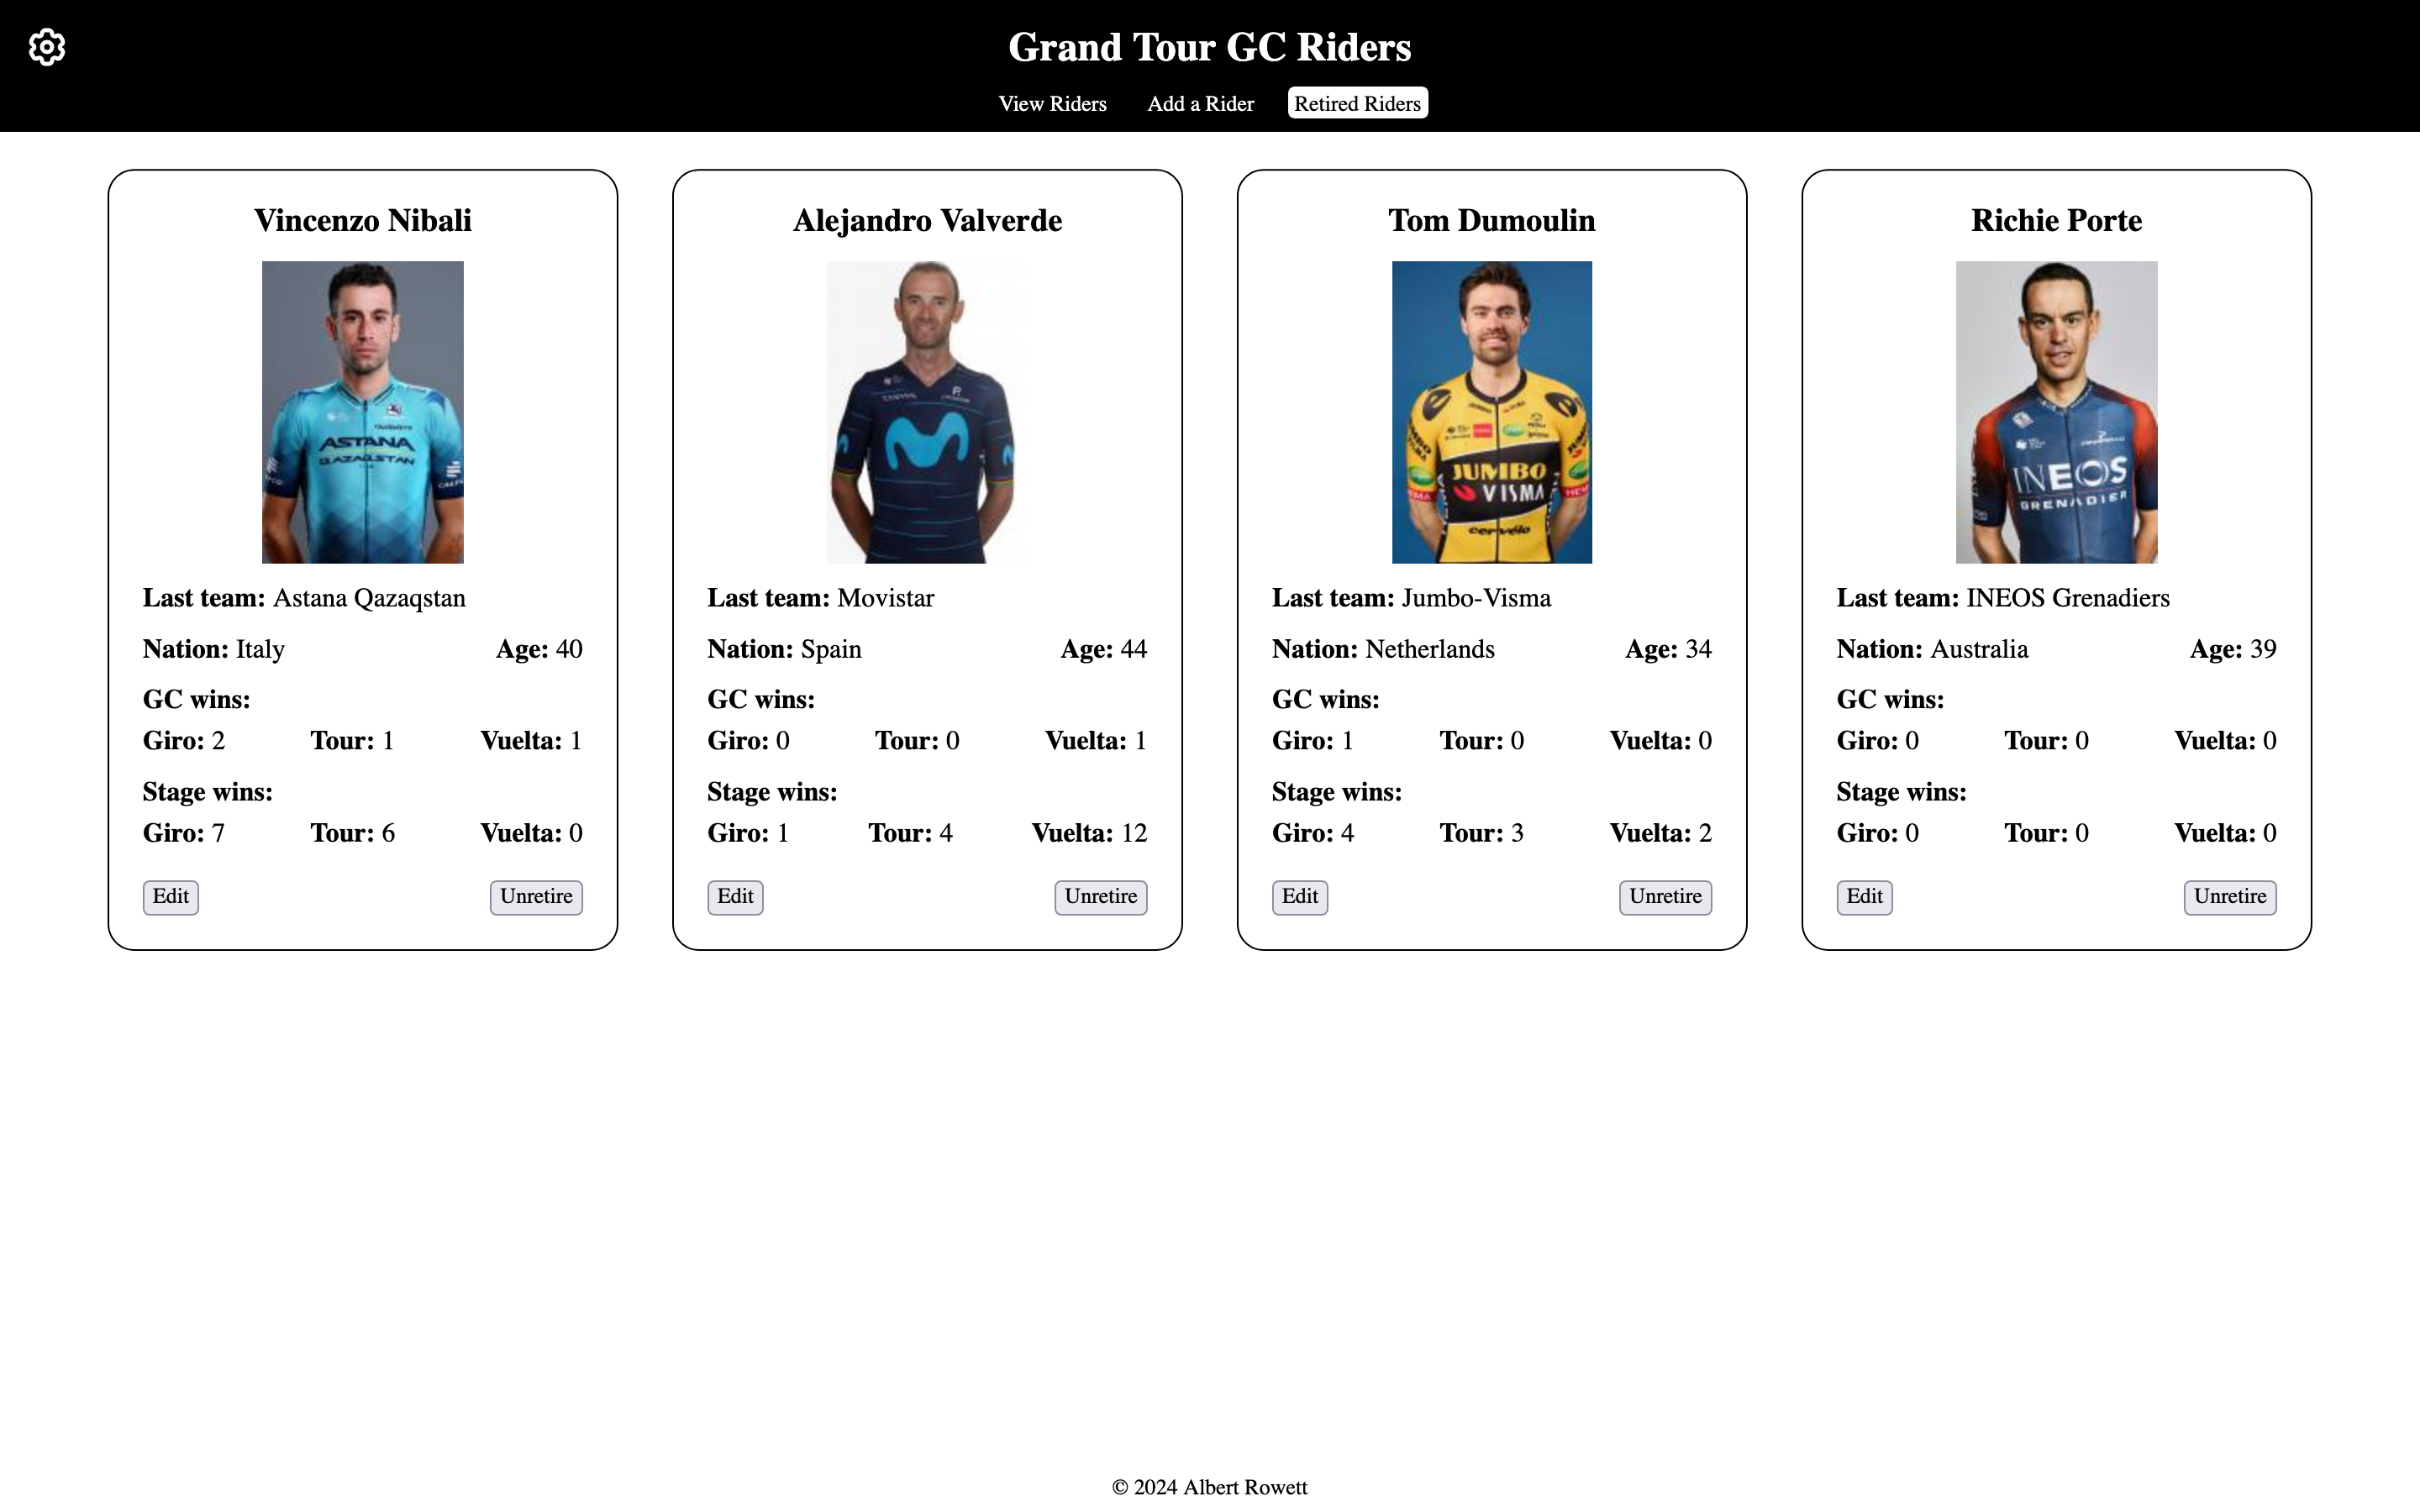 Grand Tour GC Riders
View Riders Add a Rider Retired Riders
Vincenzo Nibali
ASTANA
QAZAQSTAN
Last team: Astana Qazaqstan
Nation: Italy Age: 40
GC wins:
Giro: 2 Tour: 1 Vuelta: 1
Stage wins:
Giro: 7 Tour: 6 Vuelta: 0
Edit Unretire
Alejandro Valverde
Last team: Movistar
Nation: Spain Age: 44
GC wins:
Giro: 0 Tour: 0 Vuelta: 1
Stage wins:
Giro: 1 Tour: 4 Vuelta: 12
Edit Unretire
Tom Dumoulin
JUMBO
VISMA
cervélo
Last team: Jumbo-Visma
Nation: Netherlands Age: 34
GC wins:
Giro: 1 Tour: 0 Vuelta: 0
Stage wins:
Giro: 4 Tour: 3 Vuelta: 2
Edit Unretire
Richie Porte
INEOS
GRENADIER
Last team: INEOS Grenadiers
Nation: Australia Age: 39
GC wins:
Giro: 0 Tour: 0 Vuelta: 0
Stage wins:
Giro: 0 Tour: 0 Vuelta: 0
Edit Unretire
© 2024 Albert Rowett